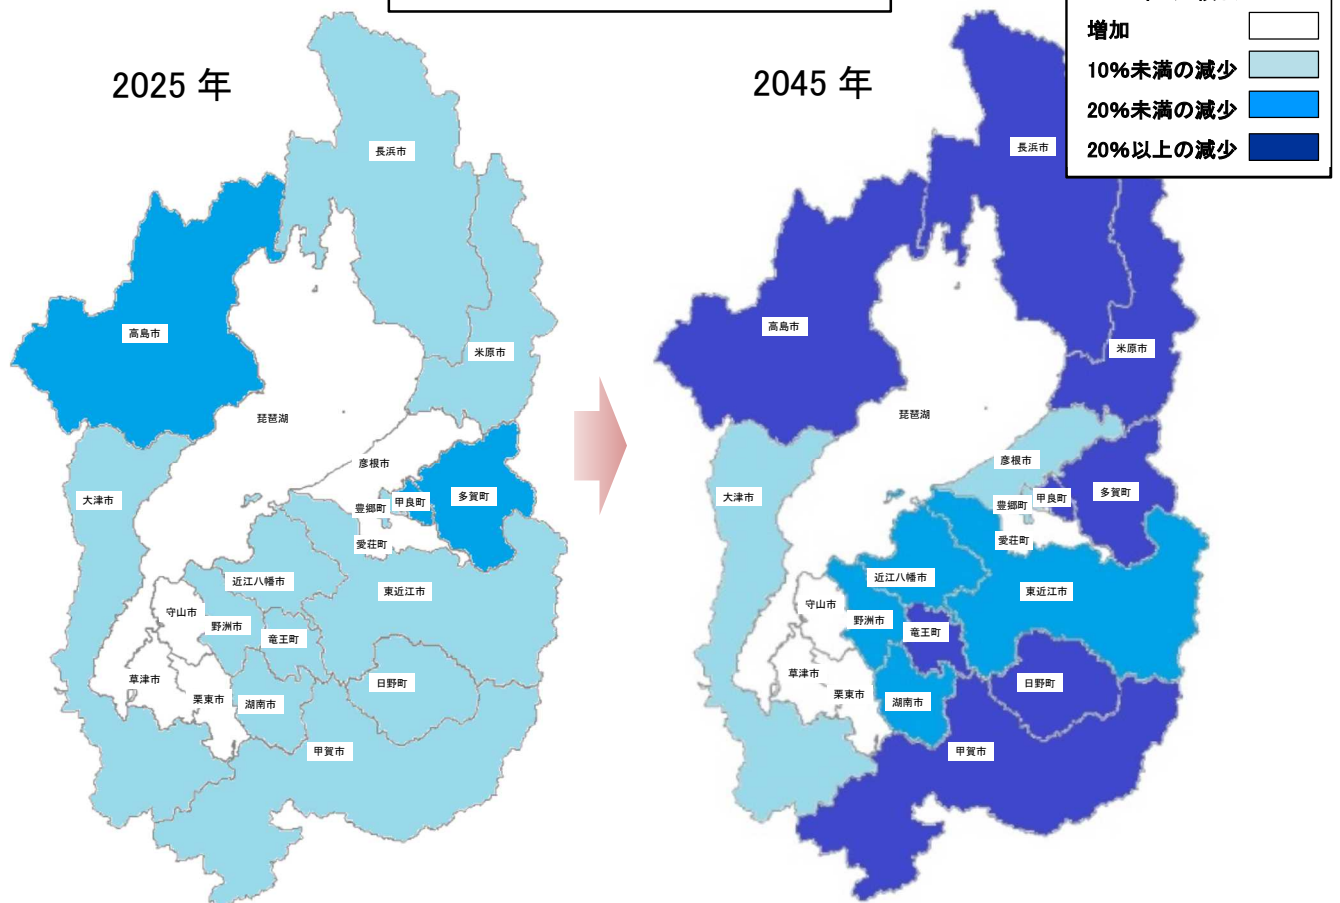 2025 年
長浜市
高島市
米原市
琵琶湖
彦根市
大津市
多賀町
甲良町
豊郷町
愛荘町
近江八幡市
東近江市
守山市
野洲市
竜王町
草津市
日野町
栗東市
湖南市
甲賀市
2045 年
長浜市
高島市
米原市
琵琶湖
彦根市
大津市
多賀町
甲良町
豊郷町
愛荘町
近江八幡市
東近江市
守山市
野洲市
竜王町
草津市
日野町
栗東市
湖南市
甲賀市
増加
10%未満の減少
20%未満の減少
20%以上の減少